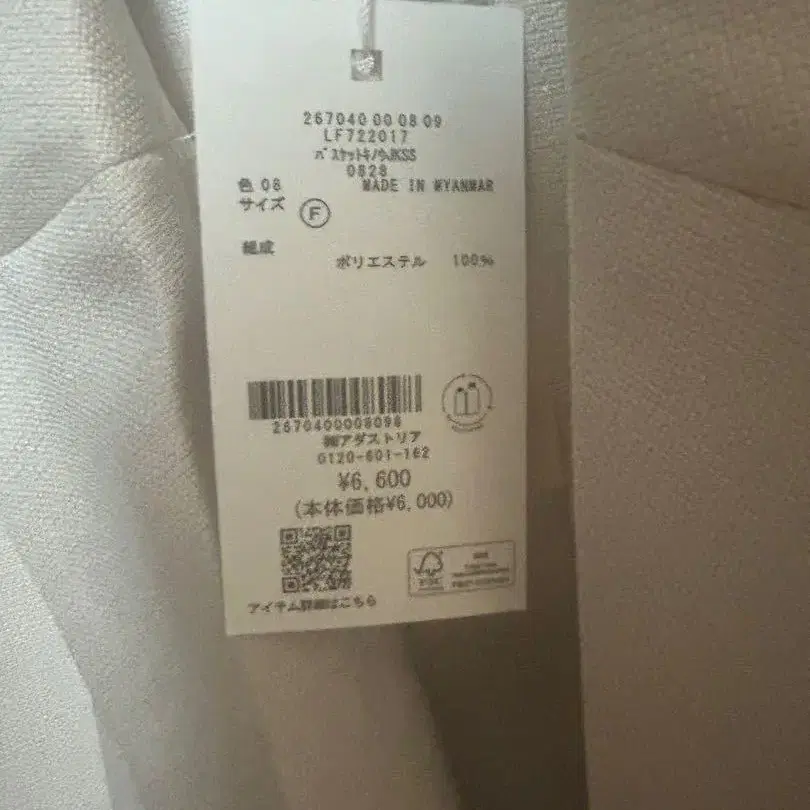 267040 00 08 09
LF722017
ﾊﾞｽｹｯﾄｷﾉｳJKSS
0828
色 08 MADE IN MYANMAR
サイズ F
組成
ポリエステル 100%
2670400008098
㈱アダストリア
0120-601-162
¥6,600
(本体価格¥6,000)
アイテム詳細はこちら
FSC